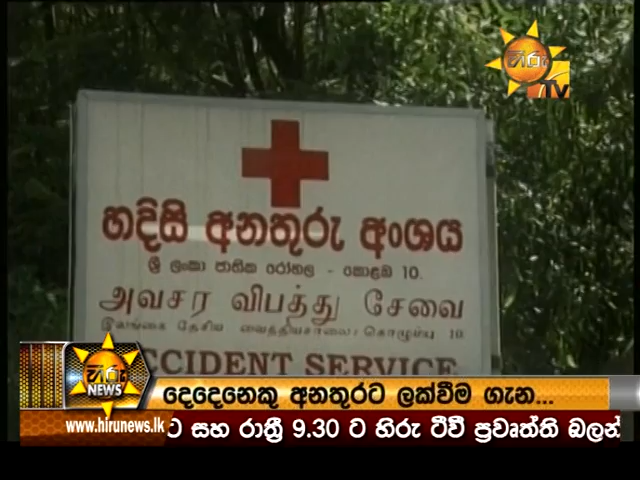 හිරු
TV
හදිසි අනතුරු අංශය
ශ්‍රී ලංකා ජාතික රෝහල - කොළඹ 10.
அவசர விபத்து சேவை
இலங்கை தேசிய வைத்தியசாலை, கொழும்பு 10
ACCIDENT SERVICE
හිරු
NEWS
දෙදෙනෙකු අනතුරට ලක්වීම ගැන...
www.hirunews.lk
ට සහ රාත්‍රී 9.30 ට හිරු ටීවී ප්‍රවෘත්ති බලන්